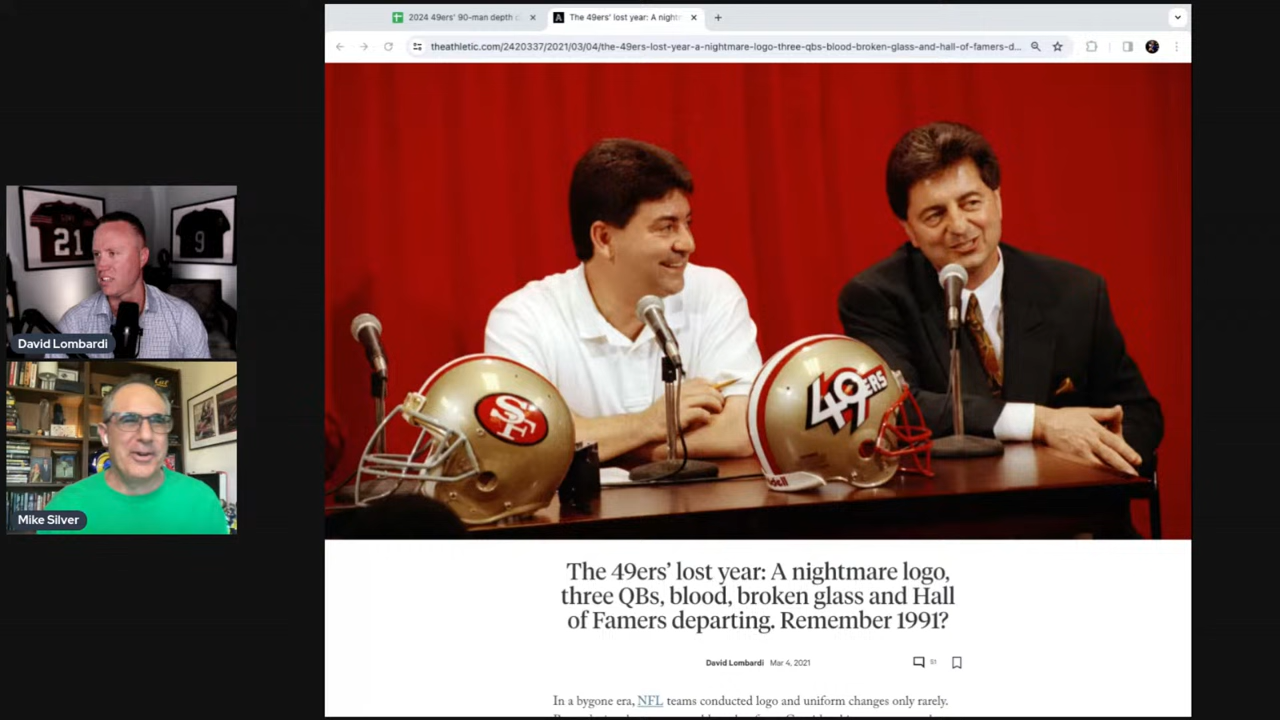 2024 49ers' 90-man depth c
The 49ers' lost year: A night
theathletic.com/2420337/2021/03/04/the-49ers-lost-year-a-nightmare-logo-three-qbs-blood-broken-glass-and-hall-of-famers-d...
21
9
David Lombardi
Mike Silver
SF
49ERS
Riddell
The 49ers' lost year: A nightmare logo,
three QBs, blood, broken glass and Hall
of Famers departing. Remember 1991?
David Lombardi Mar 4, 2021
51
In a bygone era, NFL teams conducted logo and uniform changes only rarely.